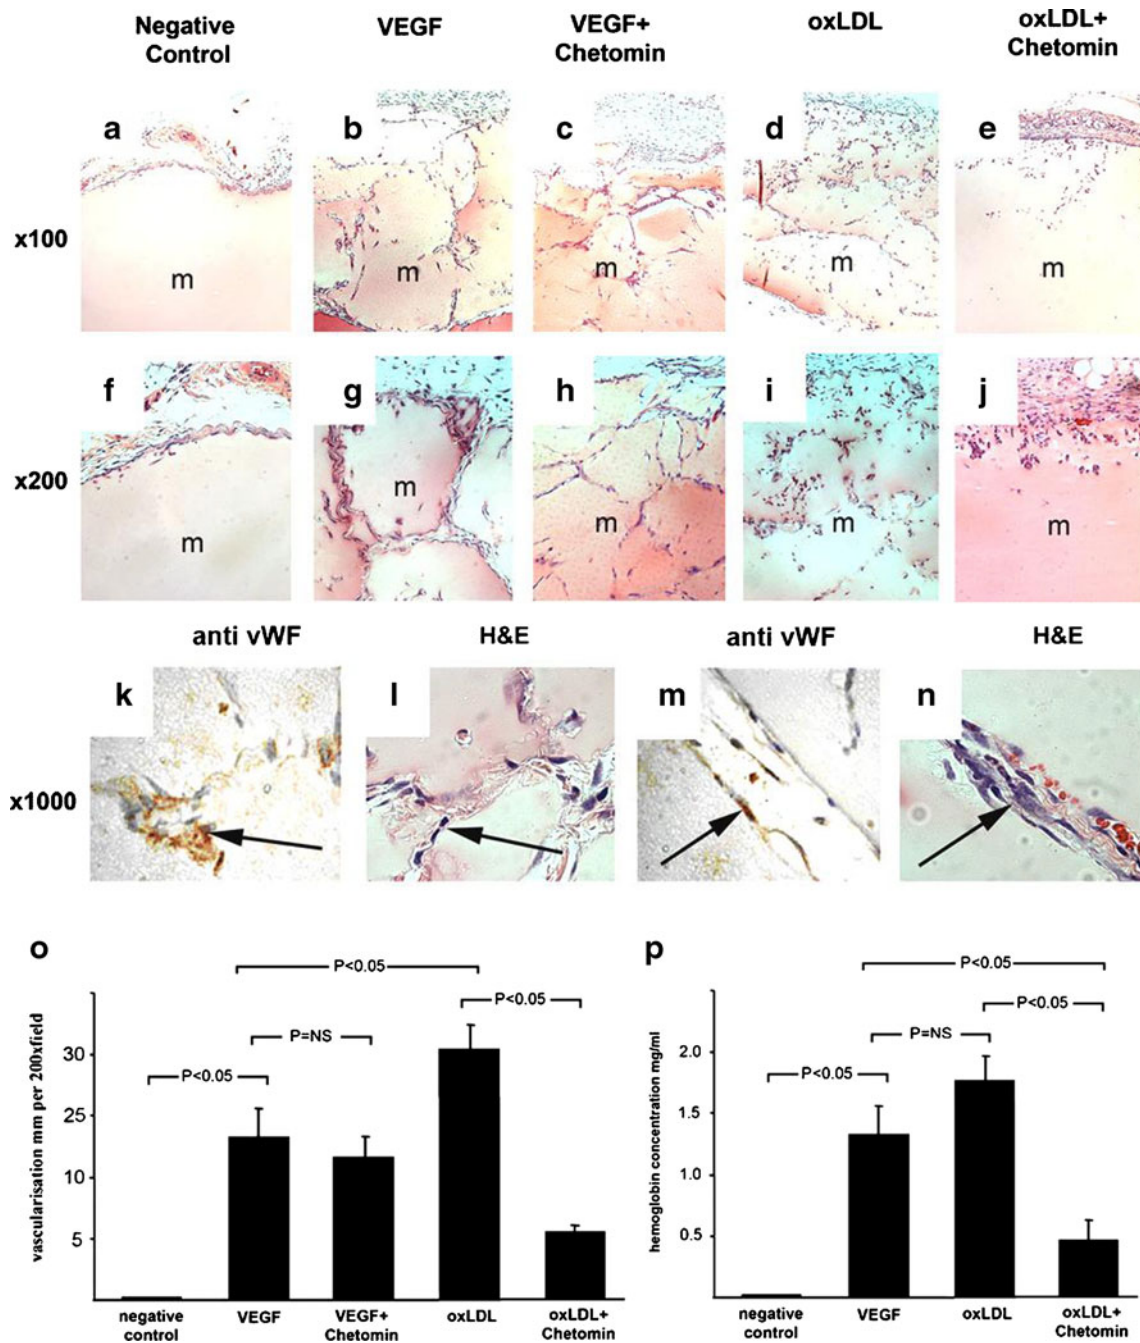 Negative Control
VEGF
VEGF+ Chetomin
oxLDL
oxLDL+ Chetomin
x100
a
b
c
d
e
m
m
m
m
m
x200
f
g
h
i
j
m
m
m
m
m
anti vWF
H&E
anti vWF
H&E
x1000
k
l
m
n
o
P<0.05
P<0.05
P=NS
P<0.05
vascularisation mm per 200xfield
30
25
10
5
negative control
VEGF
VEGF+ Chetomin
oxLDL
oxLDL+ Chetomin
p
P<0.05
P<0.05
P=NS
P<0.05
hemoglobin concentration mg/ml
2.0
1.5
1.0
0.5
negative control
VEGF
oxLDL
oxLDL+ Chetomin